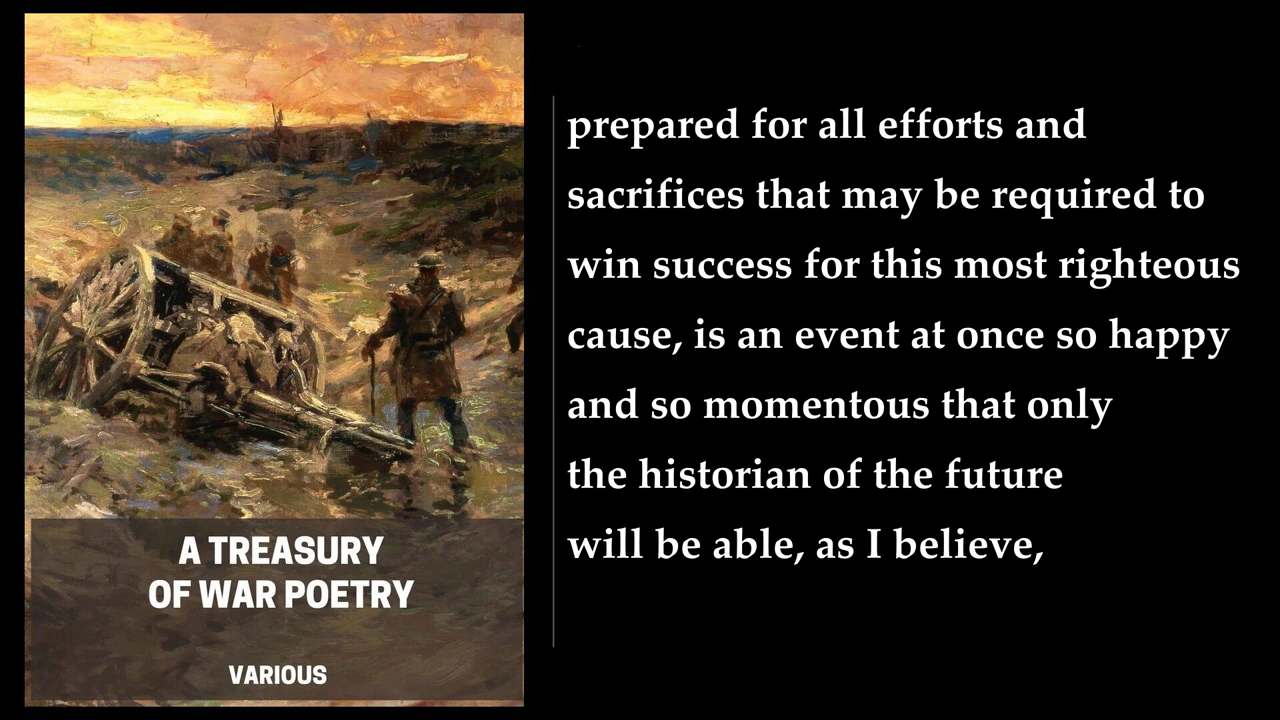 A TREASURY
OF WAR POETRY
VARIOUS
prepared for all efforts and
sacrifices that may be required to
win success for this most righteous
cause, is an event at once so happy
and so momentous that only
the historian of the future
will be able, as I believe,